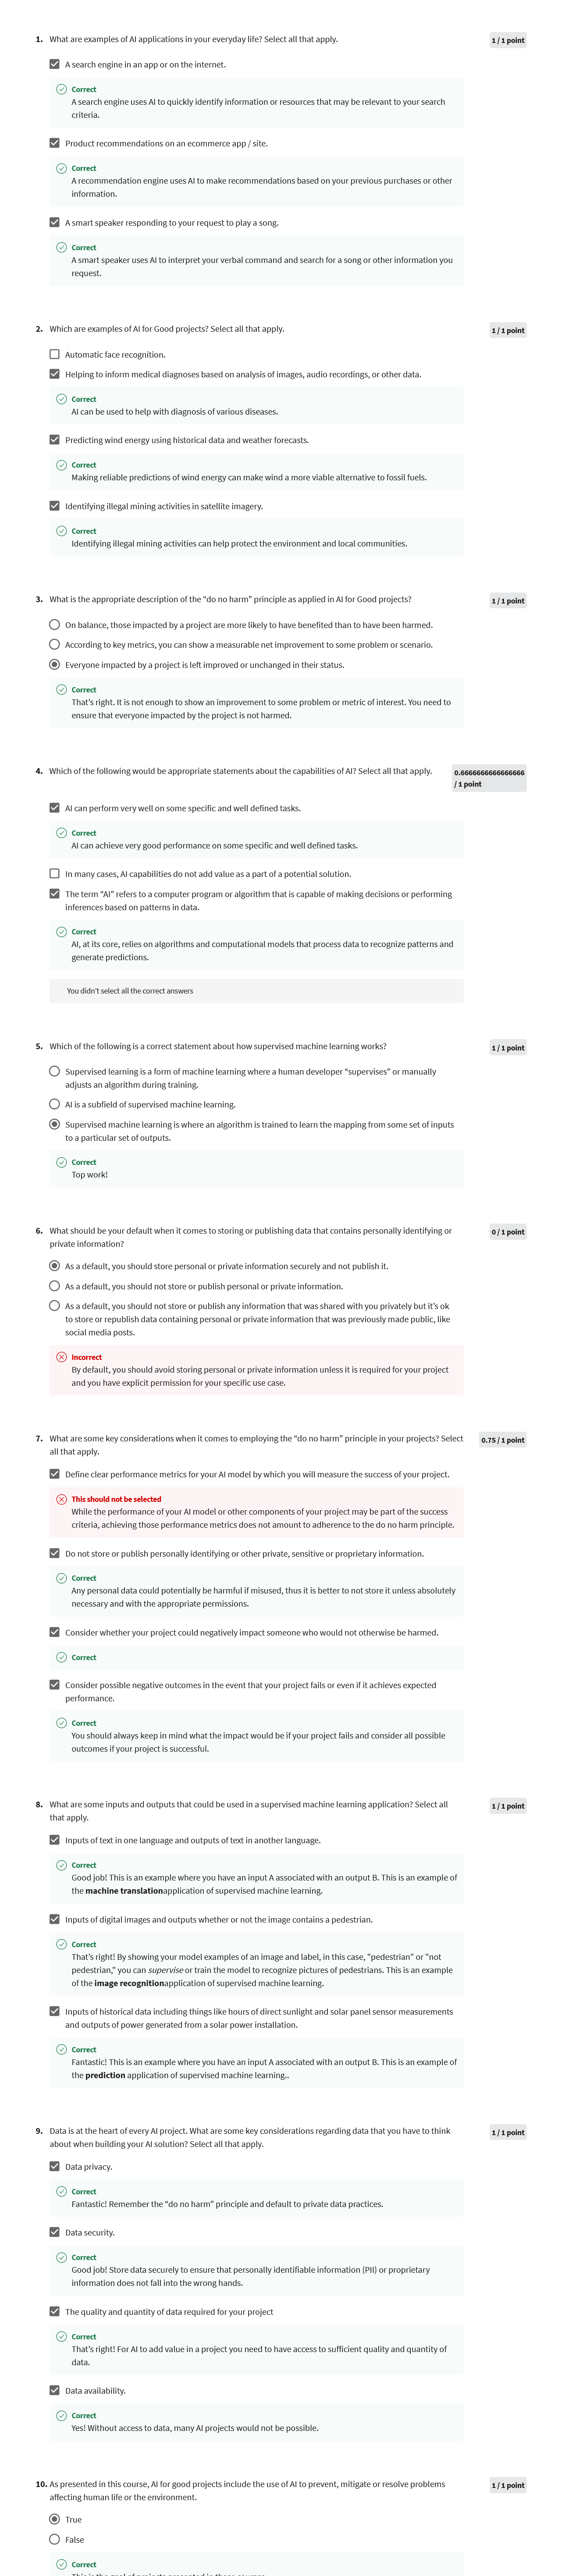 1. What are examples of AI applications in your everyday life? Select all that apply.
1 / 1 point
A search engine in an app or on the internet.
Correct
A search engine uses AI to quickly identify information or resources that may be relevant to your search
criteria.
Product recommendations on an ecommerce app / site.
Correct
A recommendation engine uses AI to make recommendations based on your previous purchases or other
information.
A smart speaker responding to your request to play a song.
Correct
A smart speaker uses AI to interpret your verbal command and search for a song or other information you
request.
2. Which are examples of AI for Good projects? Select all that apply.
1 / 1 point
Automatic face recognition.
Helping to inform medical diagnoses based on analysis of images, audio recordings, or other data.
Correct
AI can be used to help with diagnosis of various diseases.
Predicting wind energy using historical data and weather forecasts.
Correct
Making reliable predictions of wind energy can make wind a more viable alternative to fossil fuels.
Identifying illegal mining activities in satellite imagery.
Correct
Identifying illegal mining activities can help protect the environment and local communities.
3. What is the appropriate description of the “do no harm” principle as applied in AI for Good projects?
1 / 1 point
On balance, those impacted by a project are more likely to have benefited than to have been harmed.
According to key metrics, you can show a measurable net improvement to some problem or scenario.
Everyone impacted by a project is left improved or unchanged in their status.
Correct
That’s right. It is not enough to show an improvement to some problem or metric of interest. You need to
ensure that everyone impacted by the project is not harmed.
4. Which of the following would be appropriate statements about the capabilities of AI? Select all that apply.
0.6666666666666666
/ 1 point
AI can perform very well on some specific and well defined tasks.
Correct
AI can achieve very good performance on some specific and well defined tasks.
In many cases, AI capabilities do not add value as a part of a potential solution.
The term “AI” refers to a computer program or algorithm that is capable of making decisions or performing
inferences based on patterns in data.
Correct
AI, at its core, relies on algorithms and computational models that process data to recognize patterns and
generate predictions.
You didn’t select all the correct answers
5. Which of the following is a correct statement about how supervised machine learning works?
1 / 1 point
Supervised learning is a form of machine learning where a human developer “supervises” or manually
adjusts an algorithm during training.
AI is a subfield of supervised machine learning.
Supervised machine learning is where an algorithm is trained to learn the mapping from some set of inputs
to a particular set of outputs.
Correct
Top work!
6. What should be your default when it comes to storing or publishing data that contains personally identifying or
private information?
0 / 1 point
As a default, you should store personal or private information securely and not publish it.
As a default, you should not store or publish personal or private information.
As a default, you should not store or publish any information that was shared with you privately but it’s ok
to store or republish data containing personal or private information that was previously made public, like
social media posts.
Incorrect
By default, you should avoid storing personal or private information unless it is required for your project
and you have explicit permission for your specific use case.
7. What are some key considerations when it comes to employing the “do no harm” principle in your projects? Select
all that apply.
0.75 / 1 point
Define clear performance metrics for your AI model by which you will measure the success of your project.
This should not be selected
While the performance of your AI model or other components of your project may be part of the success
criteria, achieving those performance metrics does not amount to adherence to the do no harm principle.
Do not store or publish personally identifying or other private, sensitive or proprietary information.
Correct
Any personal data could potentially be harmful if misused, thus it is better to not store it unless absolutely
necessary and with the appropriate permissions.
Consider whether your project could negatively impact someone who would not otherwise be harmed.
Correct
Consider possible negative outcomes in the event that your project fails or even if it achieves expected
performance.
Correct
You should always keep in mind what the impact would be if your project fails and consider all possible
outcomes if your project is successful.
8. What are some inputs and outputs that could be used in a supervised machine learning application? Select all
that apply.
1 / 1 point
Inputs of text in one language and outputs of text in another language.
Correct
Good job! This is an example where you have an input A associated with an output B. This is an example of
the machine translationapplication of supervised machine learning.
Inputs of digital images and outputs whether or not the image contains a pedestrian.
Correct
That's right! By showing your model examples of an image and label, in this case, "pedestrian" or "not
pedestrian," you can supervise or train the model to recognize pictures of pedestrians. This is an example
of the image recognitionapplication of supervised machine learning.
Inputs of historical data including things like hours of direct sunlight and solar panel sensor measurements
and outputs of power generated from a solar power installation.
Correct
Fantastic! This is an example where you have an input A associated with an output B. This is an example of
the prediction application of supervised machine learning..
9. Data is at the heart of every AI project. What are some key considerations regarding data that you have to think
about when building your AI solution? Select all that apply.
1 / 1 point
Data privacy.
Correct
Fantastic! Remember the “do no harm” principle and default to private data practices.
Data security.
Correct
Good job! Store data securely to ensure that personally identifiable information (PII) or proprietary
information does not fall into the wrong hands.
The quality and quantity of data required for your project
Correct
That’s right! For AI to add value in a project you need to have access to sufficient quality and quantity of
data.
Data availability.
Correct
Yes! Without access to data, many AI projects would not be possible.
10. As presented in this course, AI for good projects include the use of AI to prevent, mitigate or resolve problems
affecting human life or the environment.
1 / 1 point
True
False
Correct